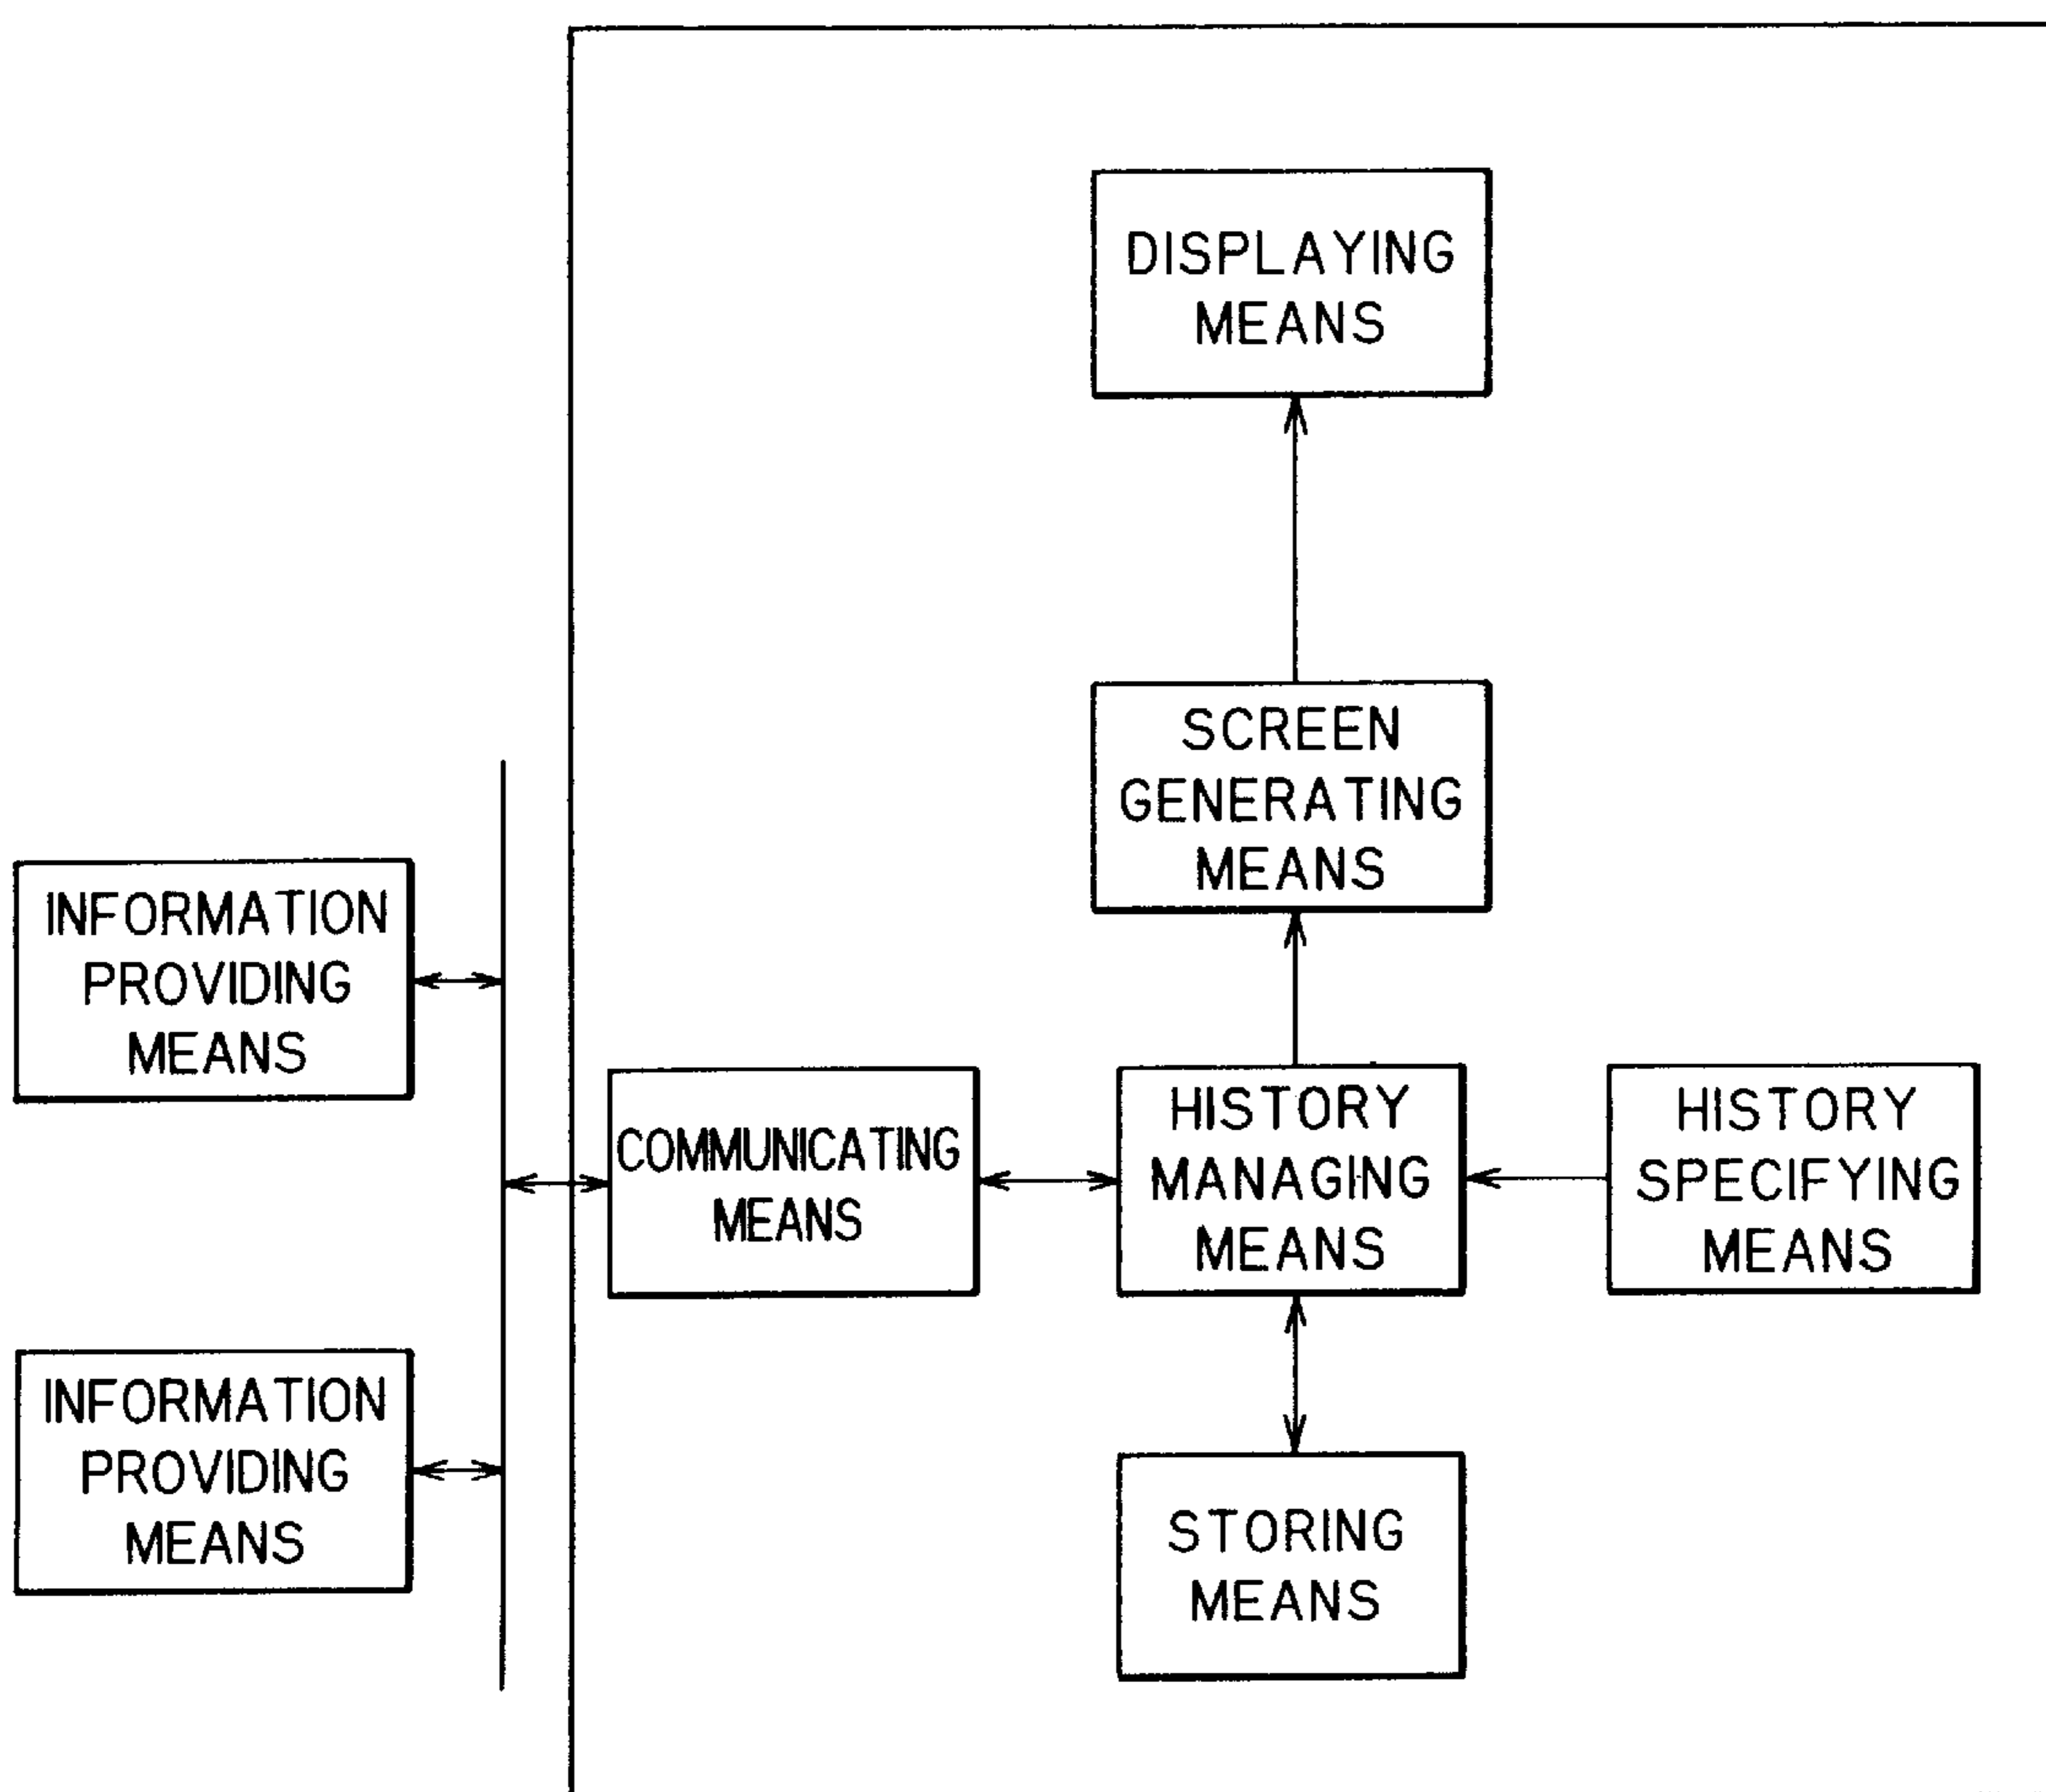 DISPLAYING
MEANS
SCREEN
GENERATING
MEANS
INFORMATION
PROVIDING
MEANS
COMMUNICATING
MEANS
HISTORY
MANAGING
MEANS
HISTORY
SPECIFYING
MEANS
INFORMATION
PROVIDING
MEANS
STORING
MEANS